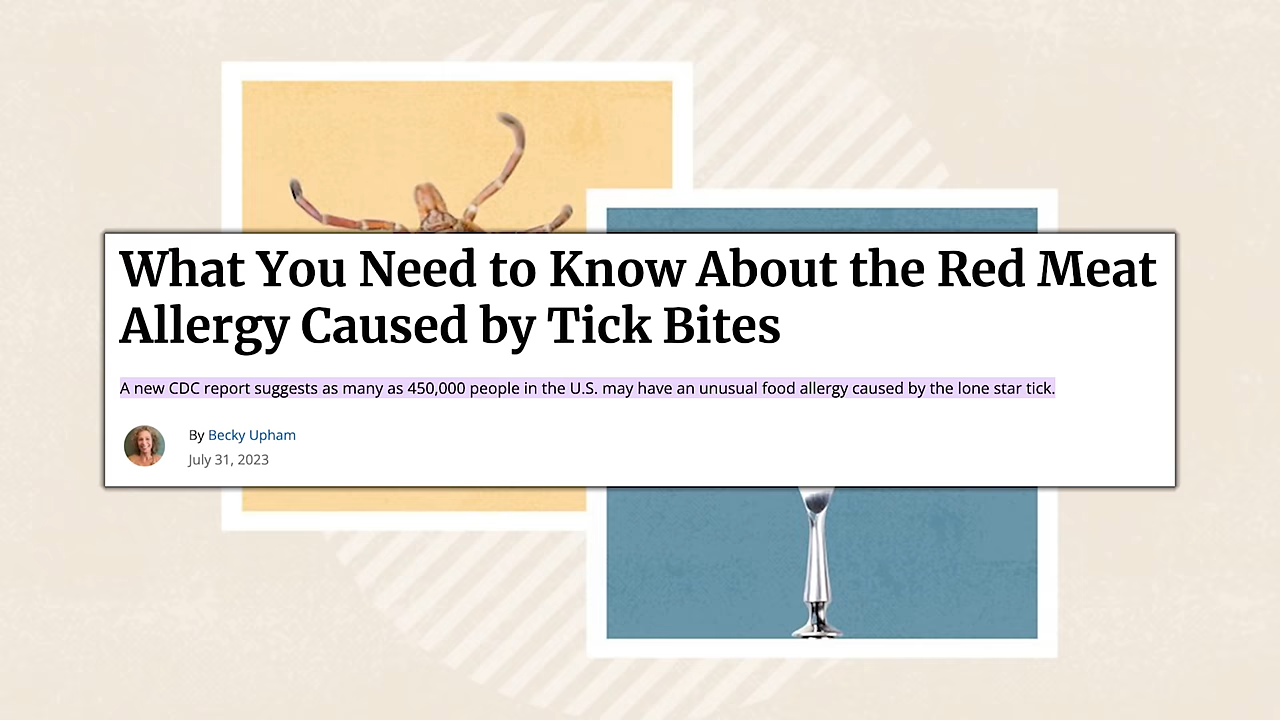 What You Need to Know About the Red Meat
Allergy Caused by Tick Bites
A new CDC report suggests as many as 450,000 people in the U.S. may have an unusual food allergy caused by the lone star tick.
By Becky Upham
July 31, 2023